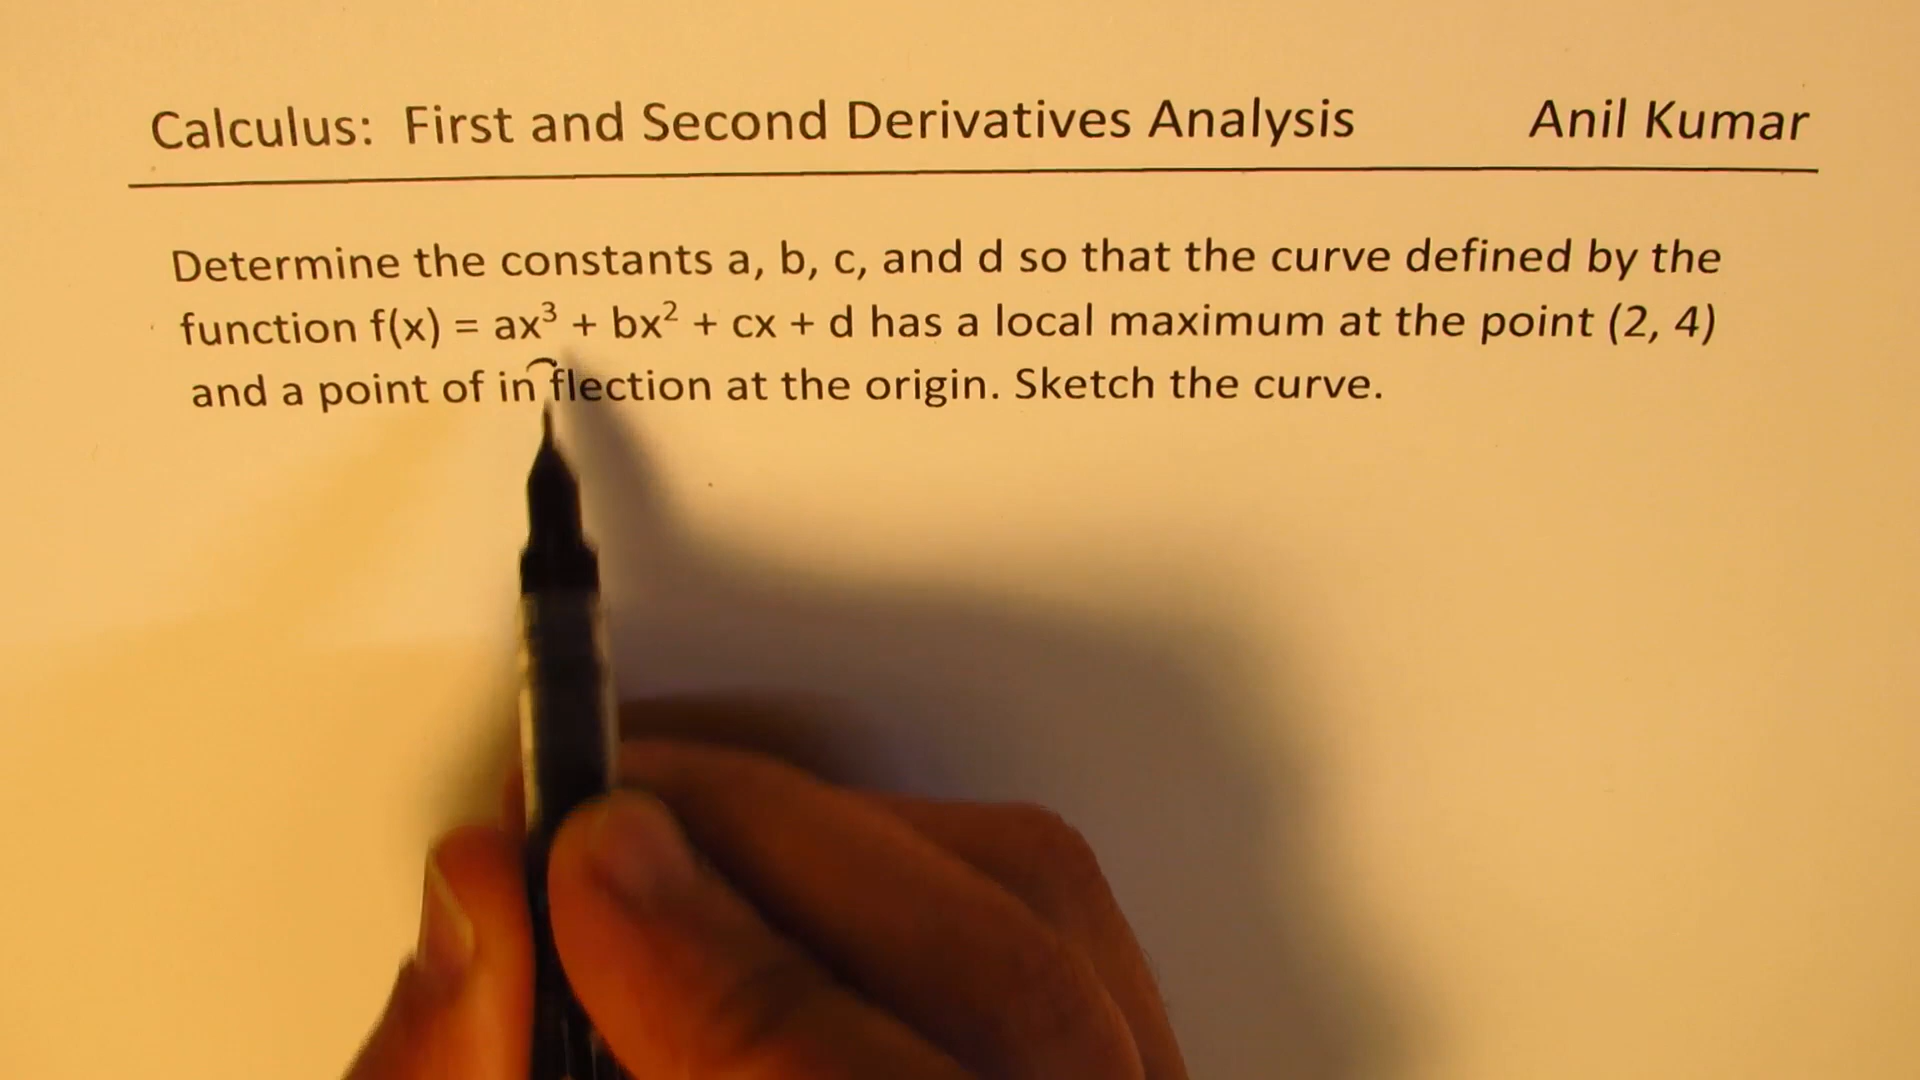 Calculus: First and Second Derivatives Analysis Anil Kumar
Determine the constants a, b, c, and d so that the curve defined by the
function f(x) = ax³ + bx² + cx + d has a local maximum at the point (2, 4)
and a point of in flection at the origin. Sketch the curve.